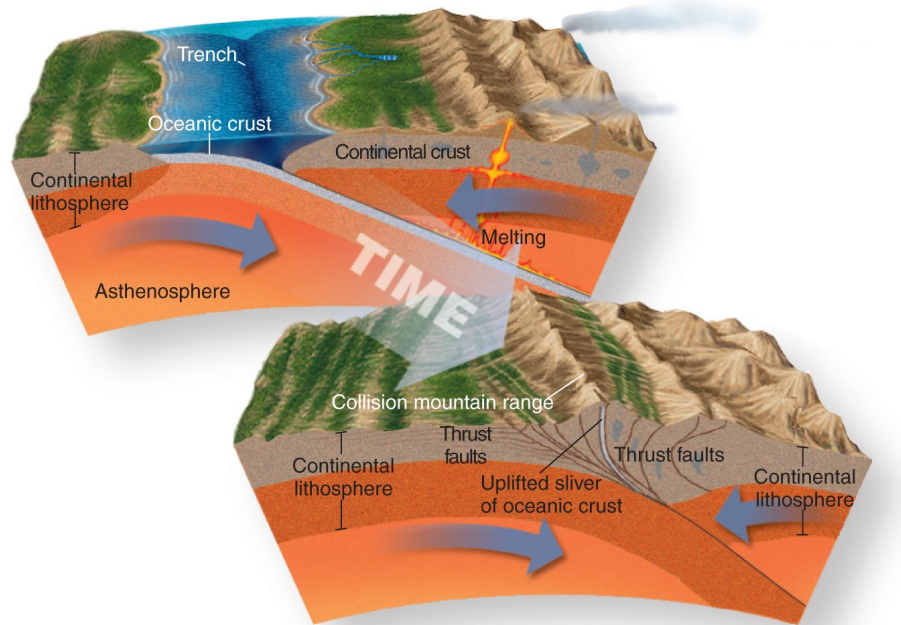 Trench
Oceanic crust
Continental crust
Continental
lithosphere
Melting
Asthenosphere
TIME
Collision mountain range
Thrust
faults
Thrust faults
Continental
lithosphere
Uplifted sliver
of oceanic crust
Continental
lithosphere